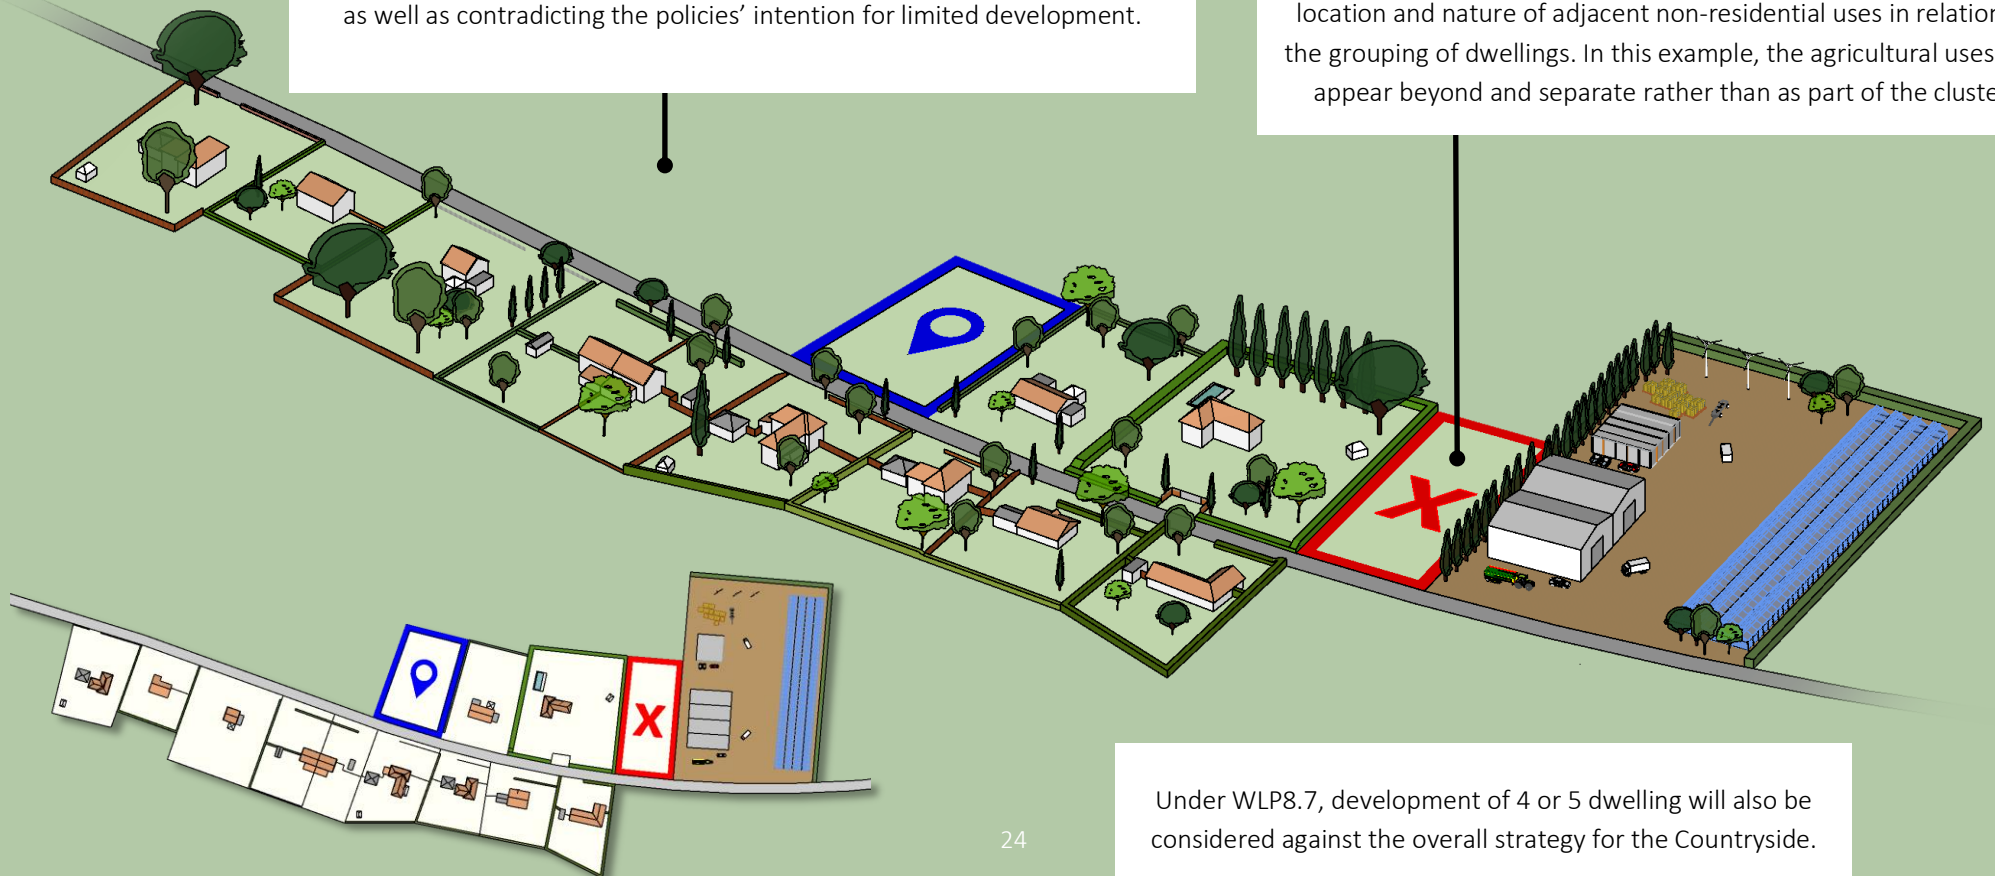 as well as contradicting the policies’ intention for limited development.
location and nature of adjacent non-residential uses in relation
the grouping of dwellings. In this example, the agricultural uses
appear beyond and separate rather than as part of the
X
X
24
Under WLP8.7, development of 4 or 5 dwelling will also be
considered against the overall strategy for the Countryside.